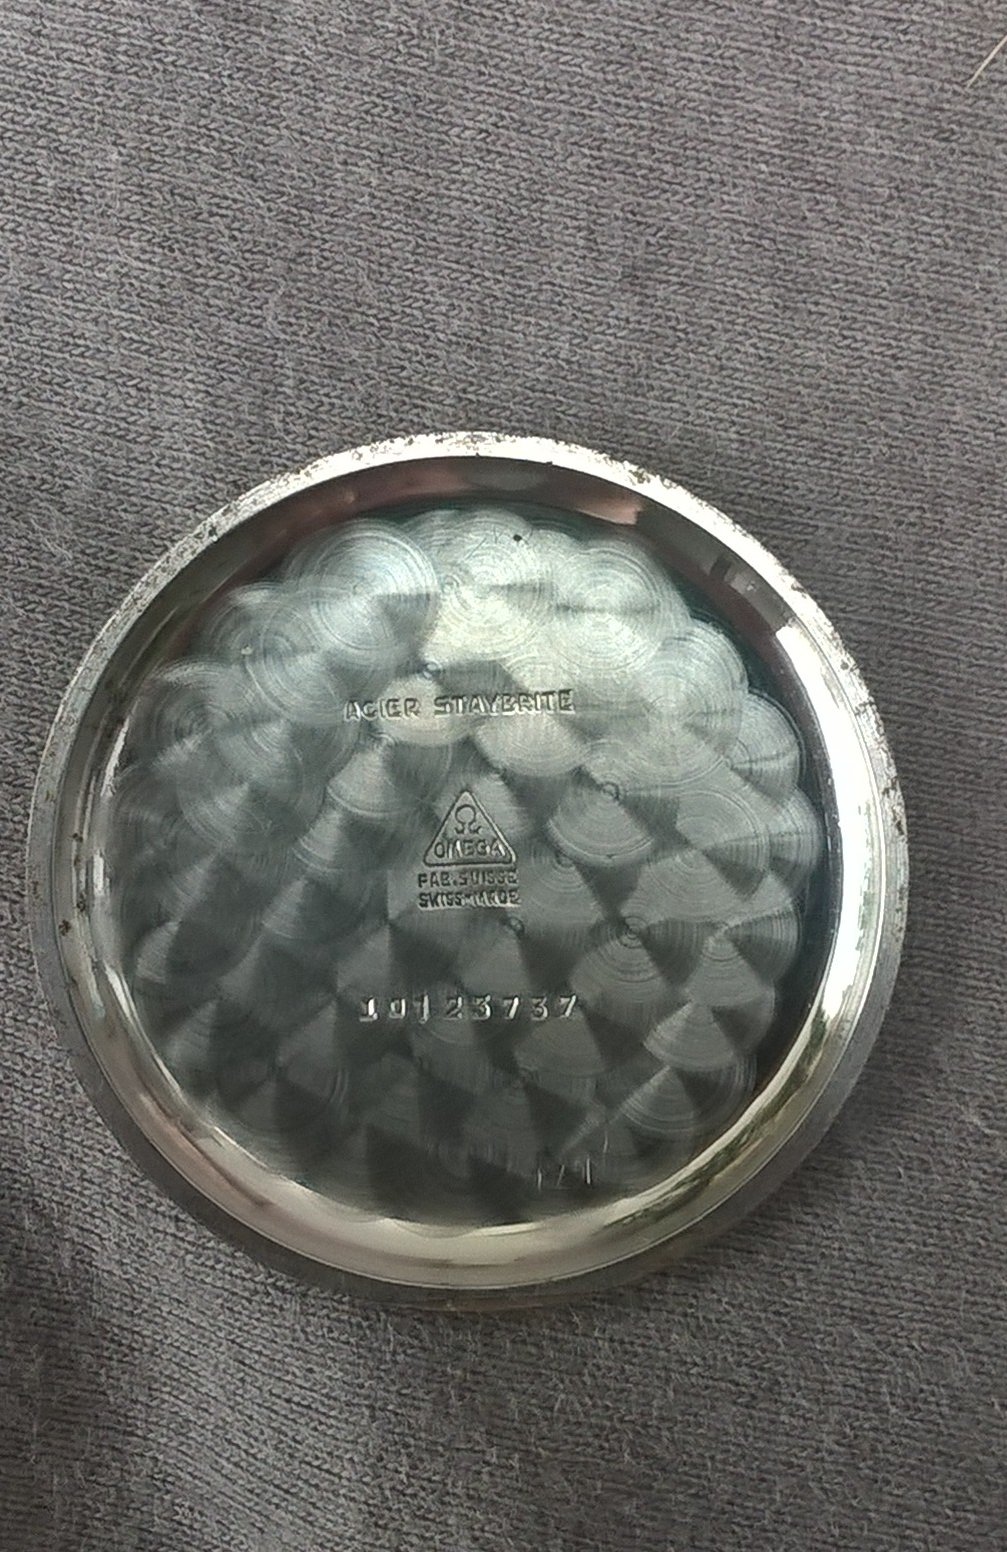 ACIER STAYBRITE
Ω
OMEGA
FAB. SUISSE
SWISS MADE
10123737